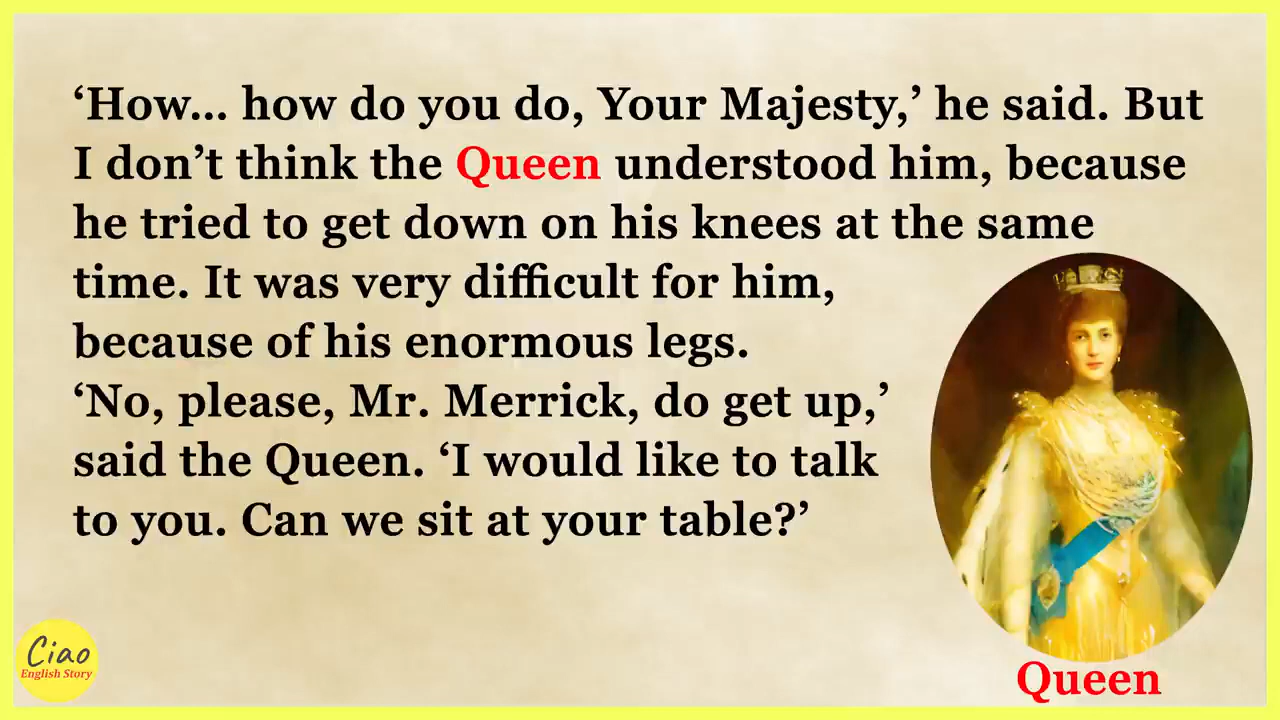 ‘How... how do you do, Your Majesty,’ he said. But
I don’t think the Queen understood him, because
he tried to get down on his knees at the same
time. It was very difficult for him,
because of his enormous legs.
‘No, please, Mr. Merrick, do get up,’
said the Queen. ‘I would like to talk
to you. Can we sit at your table?’
Queen
Ciao
English Story